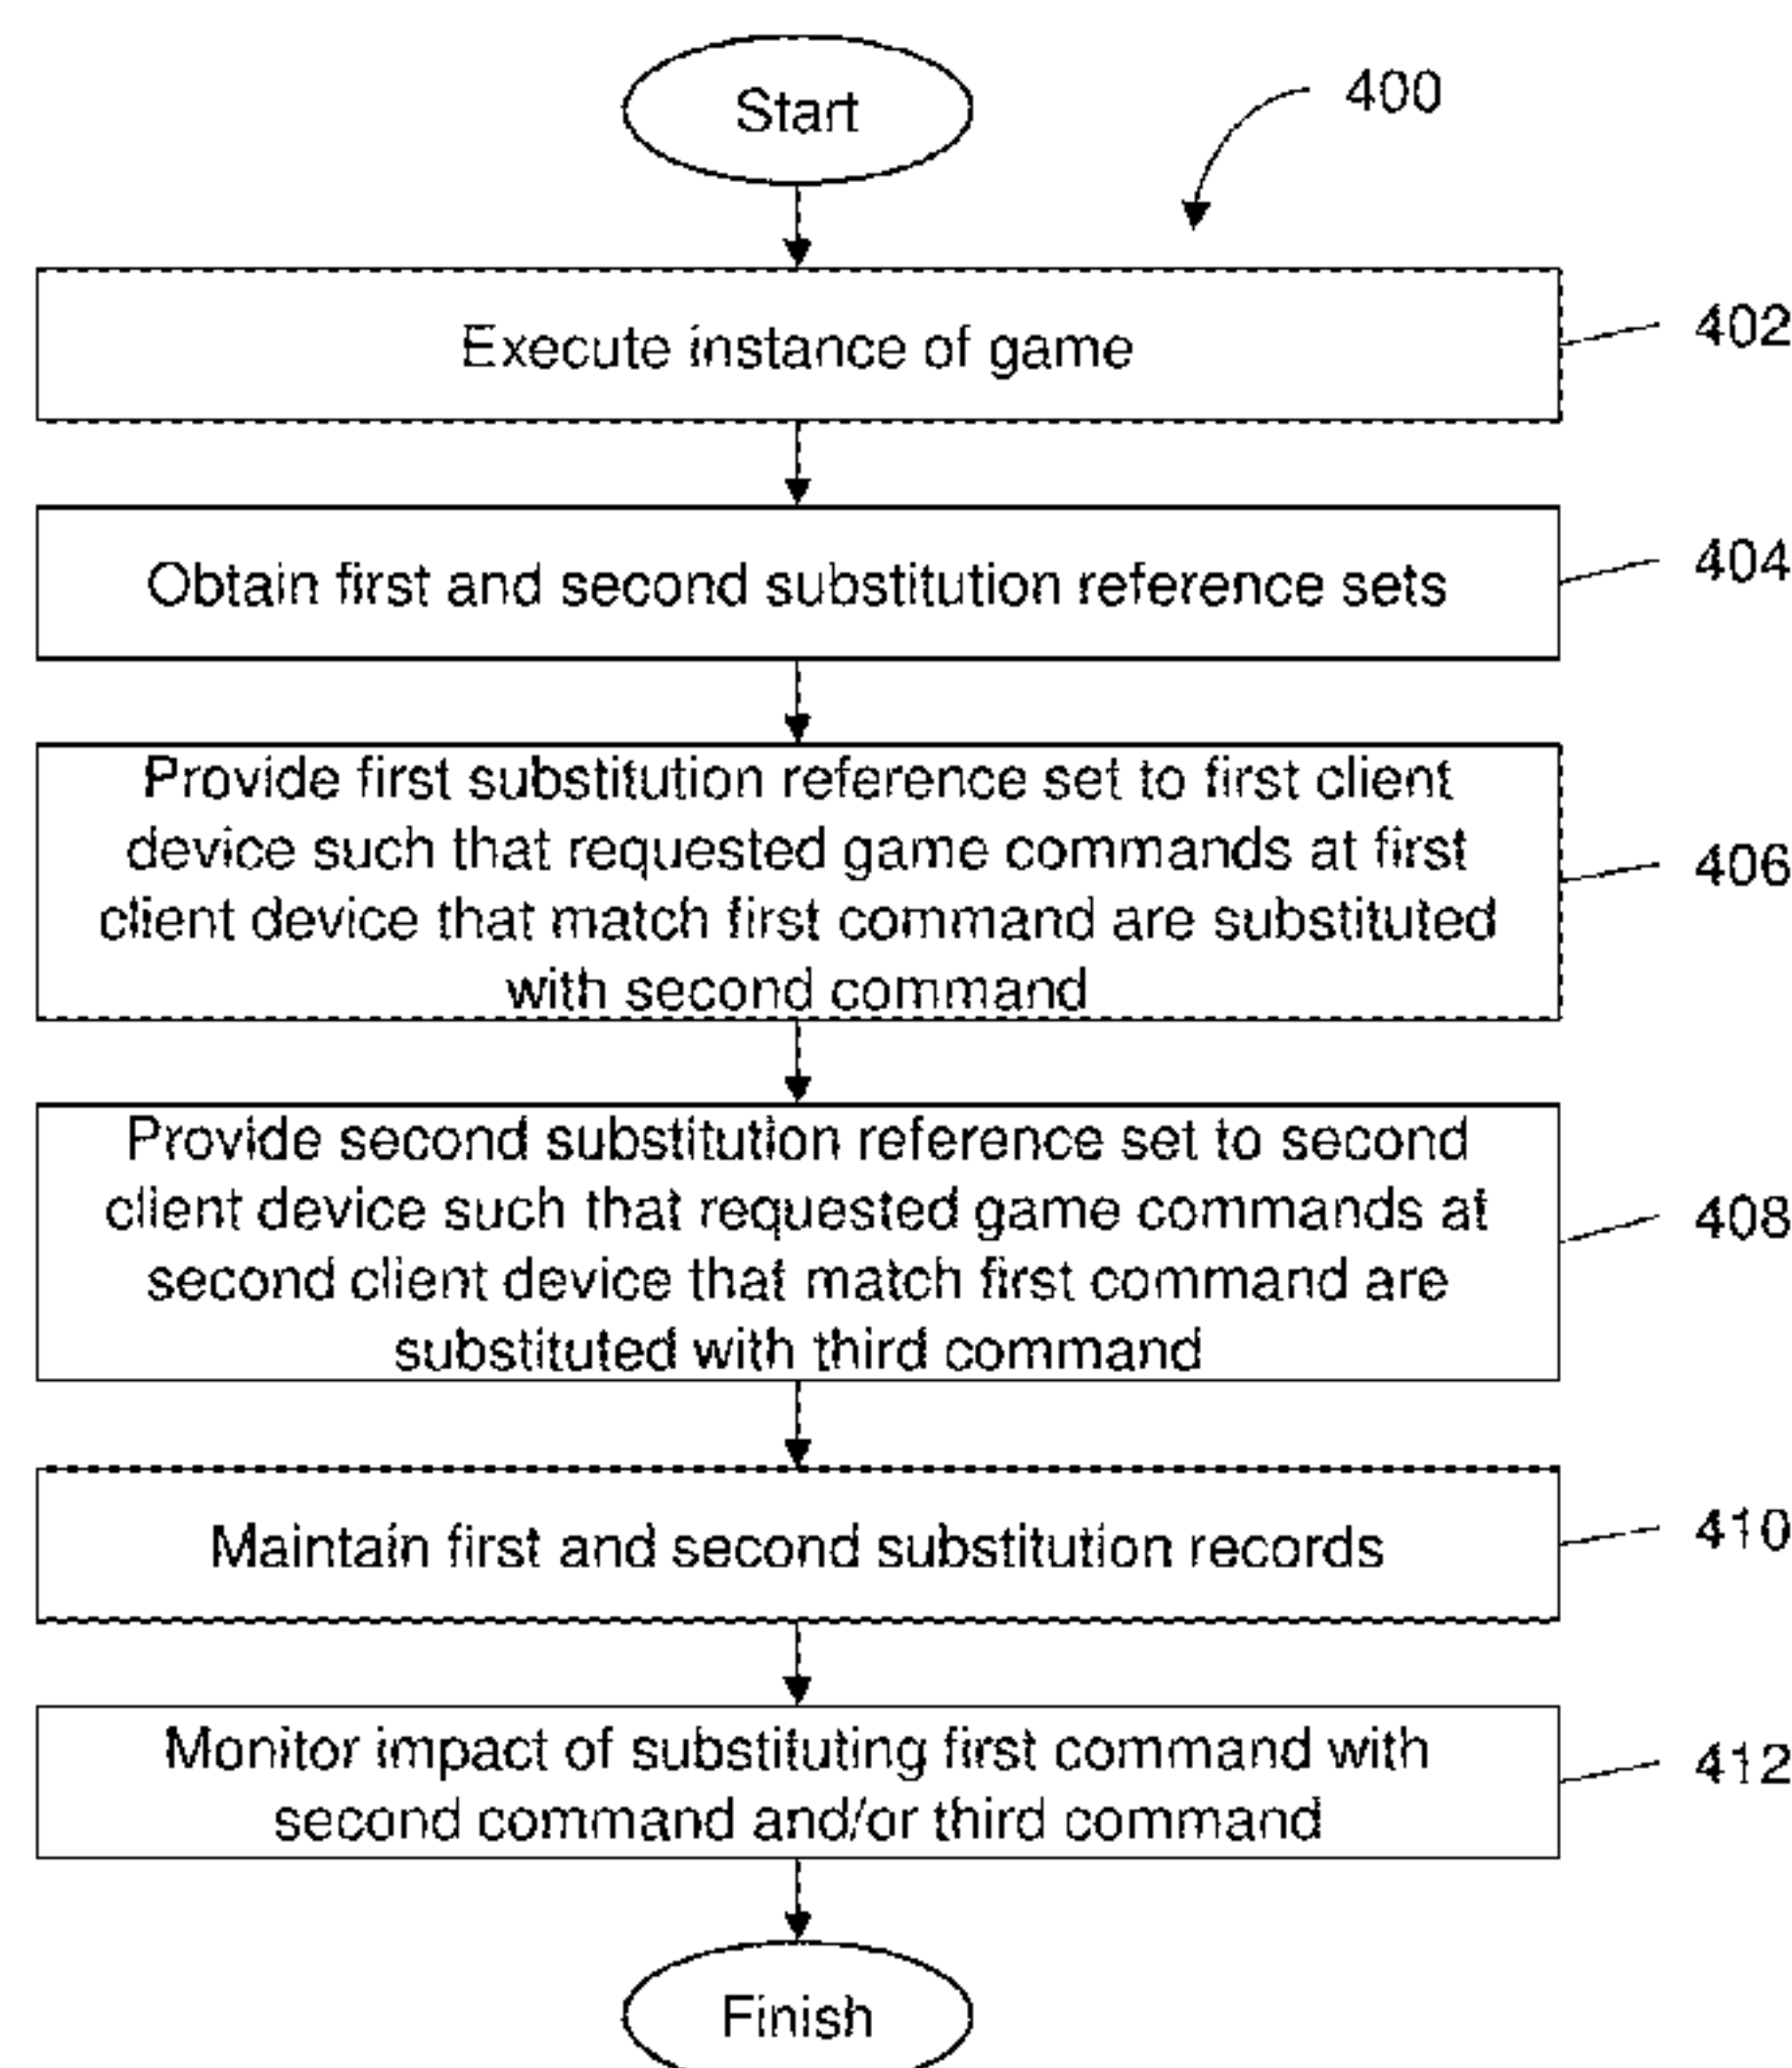 Start
400
Execute instance of game
402
Obtain first and second substitution reference sets
404
Provide first substitution reference set to first client
device such that requested game commands at first
client device that match first command are substituted
with second command
406
Provide second substitution reference set to second
client device such that requested game commands at
second client device that match first command are
substituted with third command
408
Maintain first and second substitution records
410
Monitor impact of substituting first command with
second command and/or third command
412
Finish